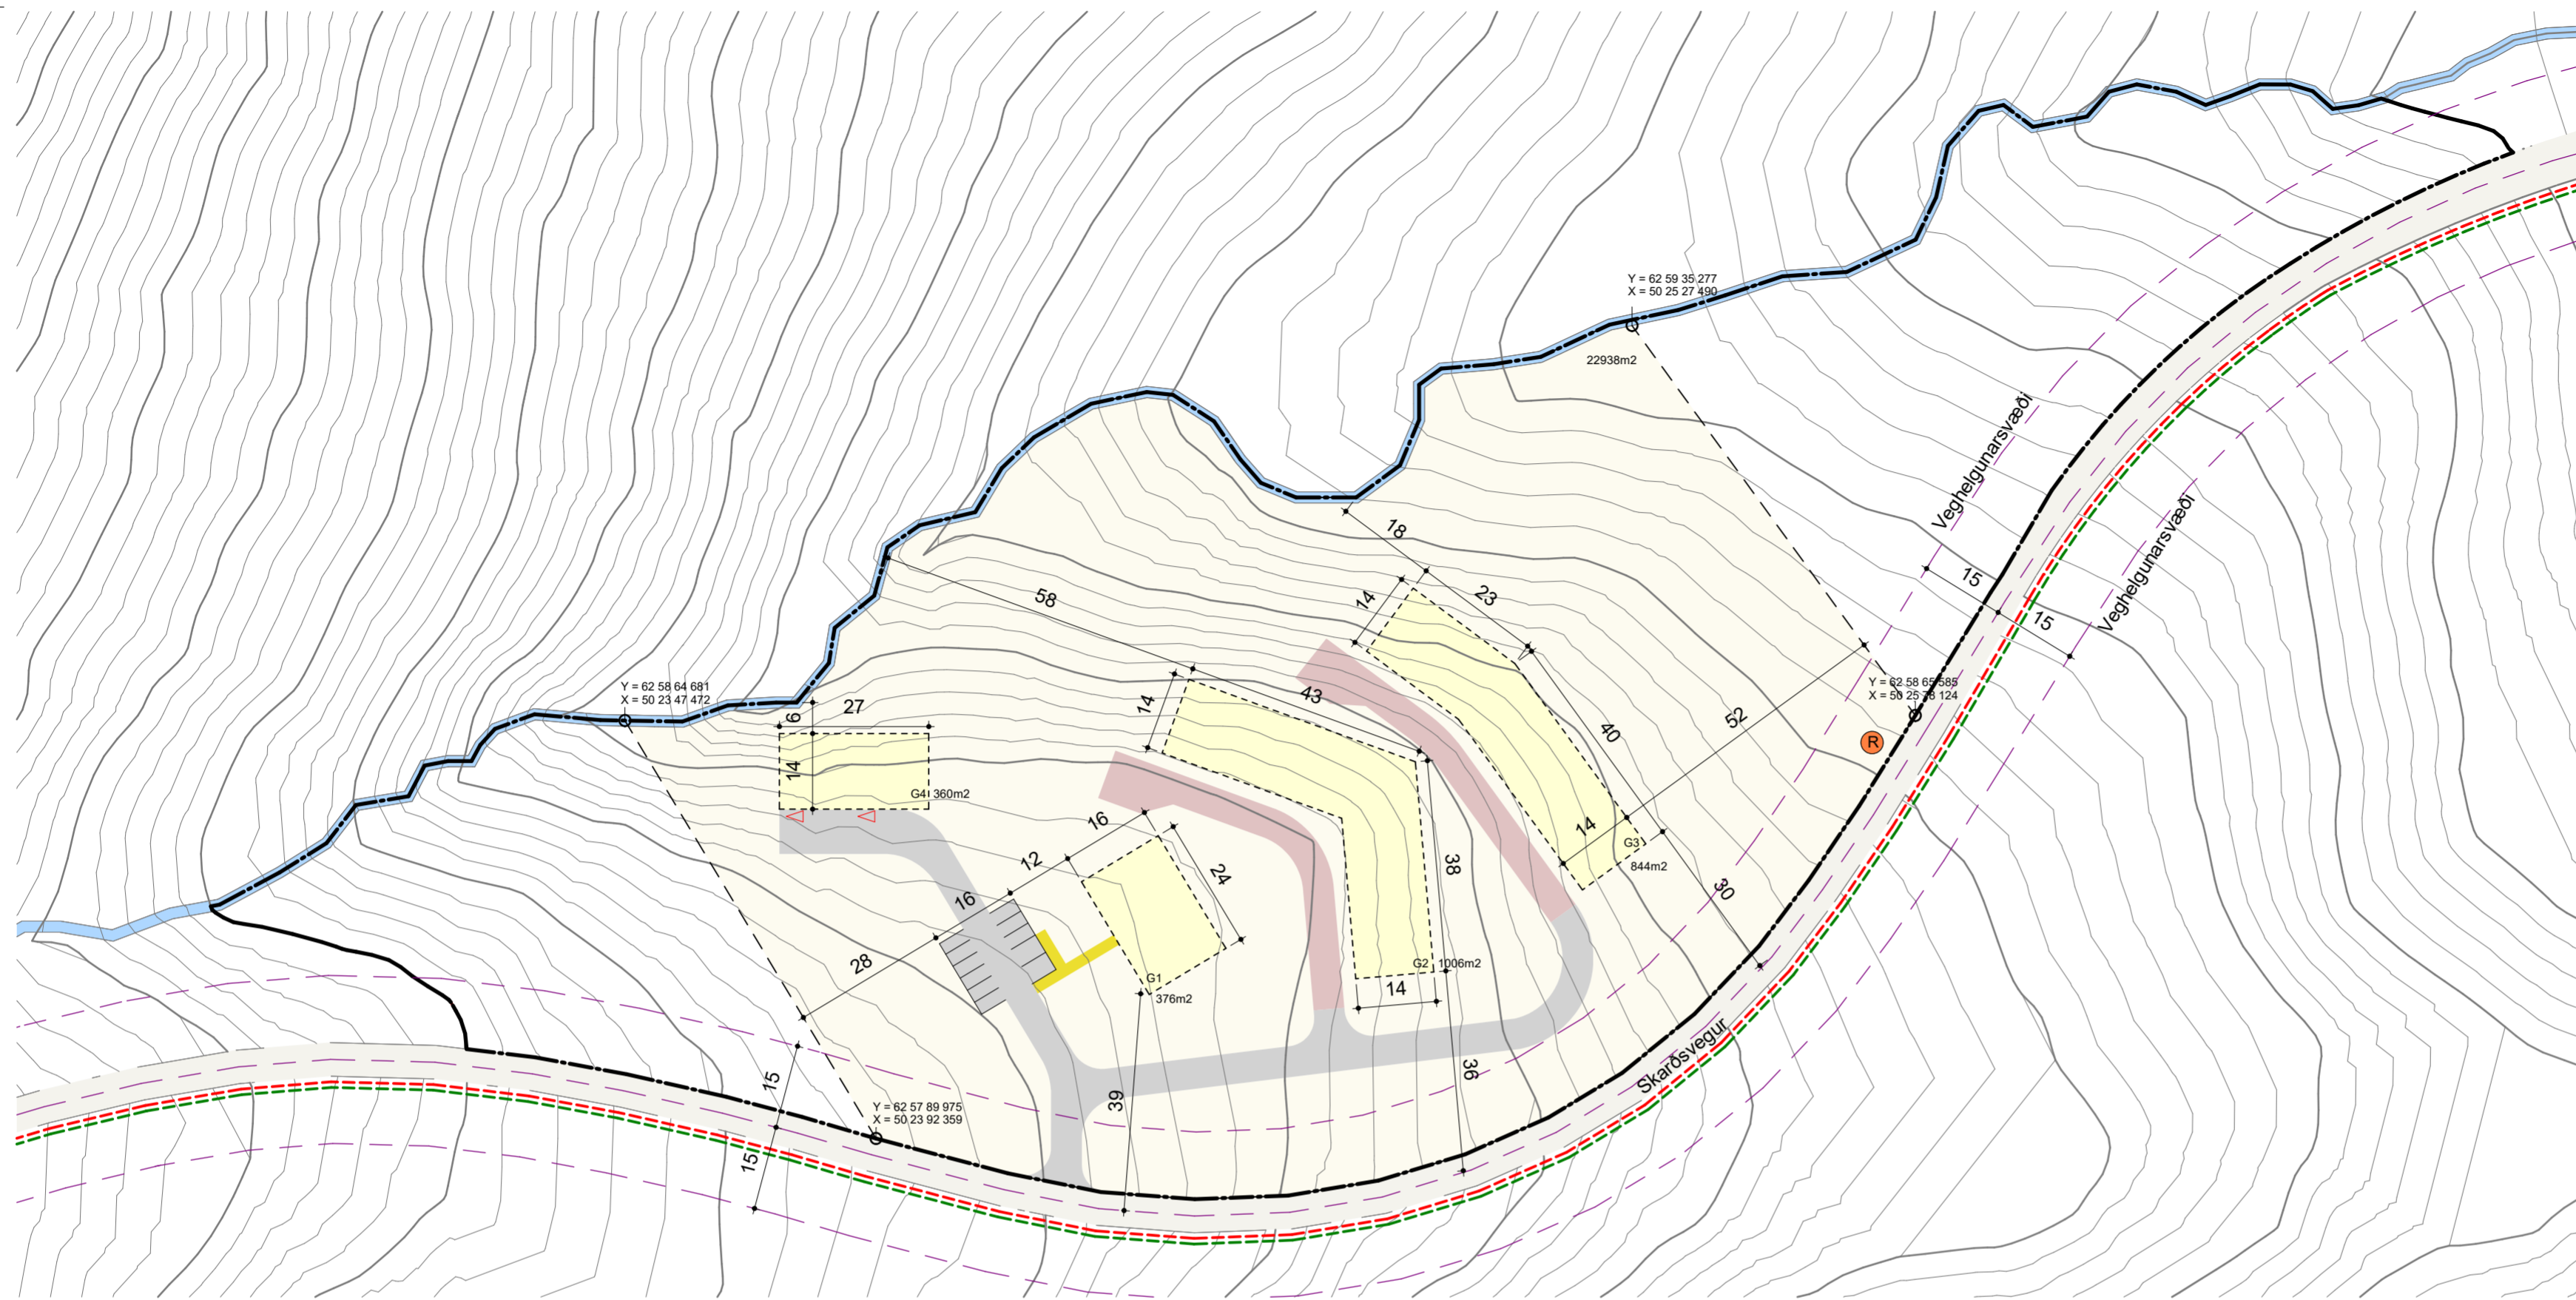 Y = 62 59 35 277
X = 50 25 27 490
22938m2
Veghelgunarsvæði
Veghelgunarsvæði
15
15
18
14
23
58
43
14
40
52
Y = 62 58 64 681
X = 50 23 47 472
Y = 62 58 65 585
X = 50 25 78 124
R
6
27
14
G4 360m2
16
12
16
24
28
14
G3
844m2
38
30
G2 1006m2
14
G1
376m2
39
36
Skarðsvegur
15
15
Y = 62 57 89 975
X = 50 23 92 359